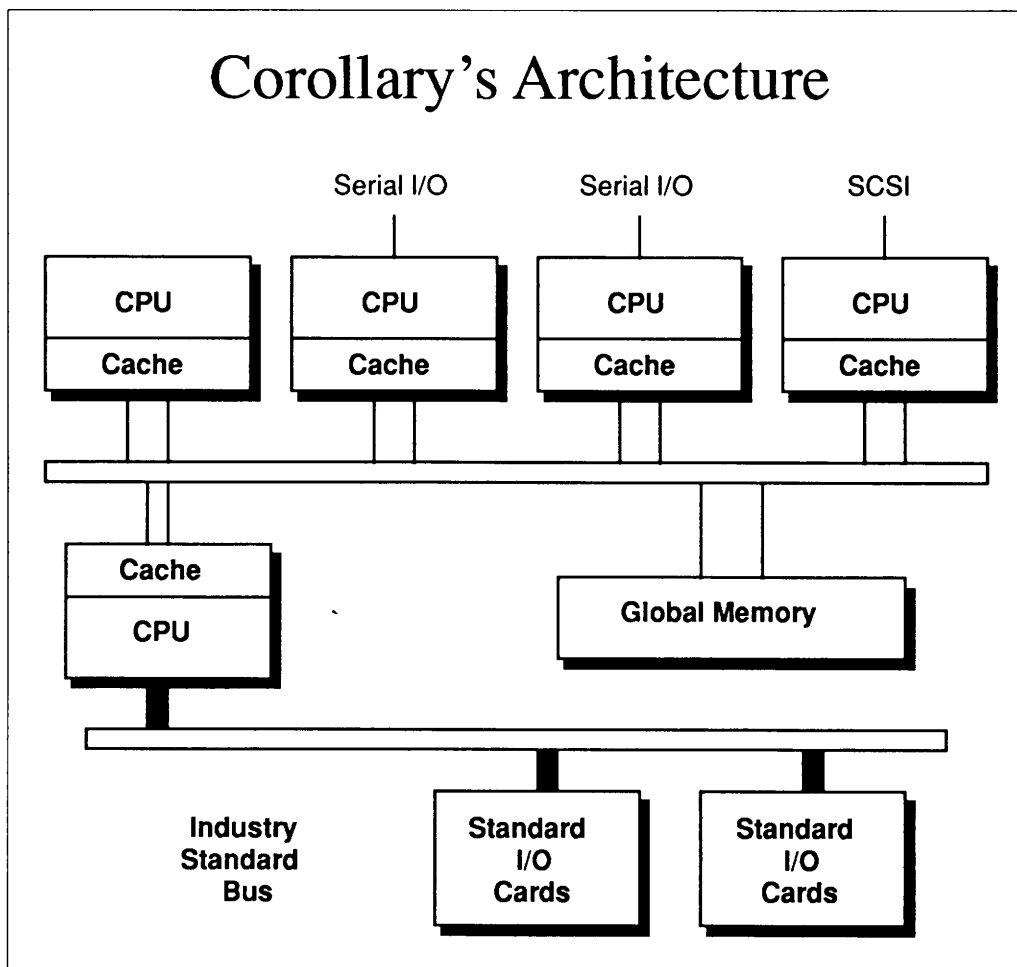 Corollary's Architecture
Serial I/O
Serial I/O
SCSI
CPU
CPU
CPU
CPU
Cache
Cache
Cache
Cache
Cache
CPU
Global Memory
Industry
Standard
Bus
Standard
I/O
Cards
Standard
I/O
Cards